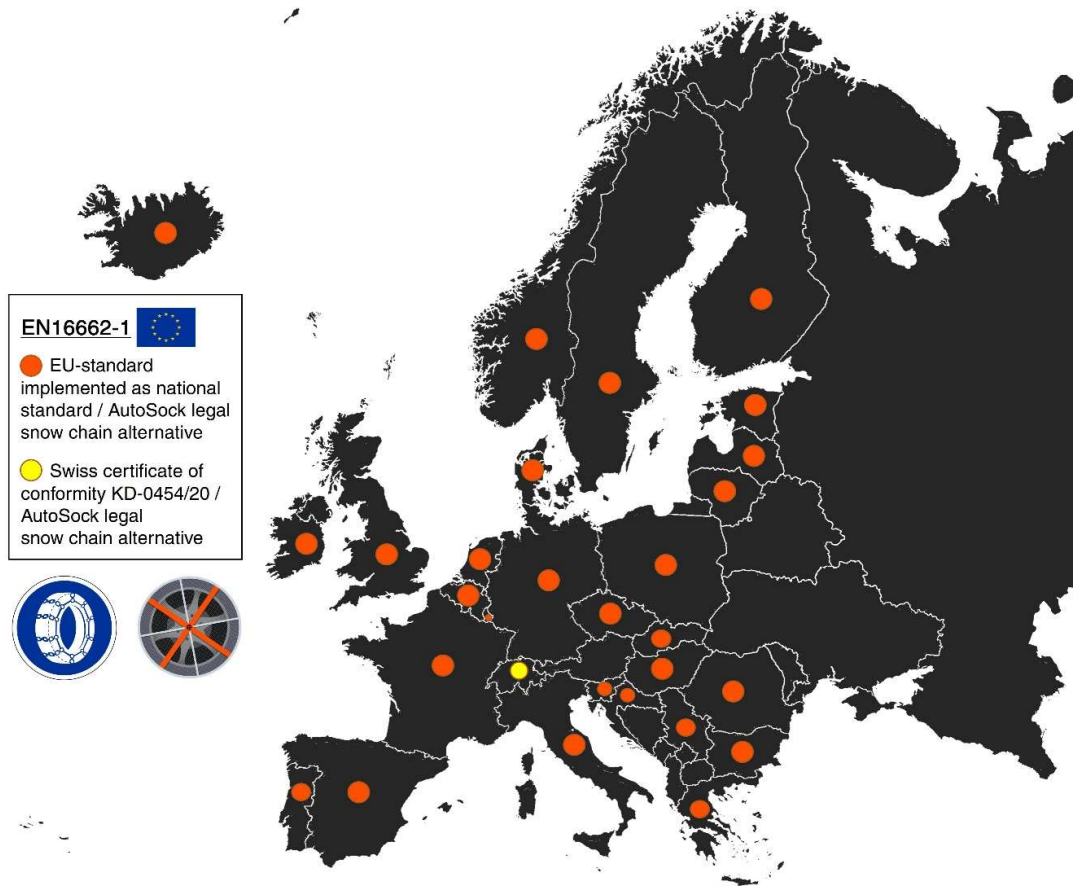 EN16662-1
EU-standard
implemented as national
standard / AutoSock legal
snow chain alternative
Swiss certificate of
conformity KD-0454/20 /
AutoSock legal
snow chain alternative